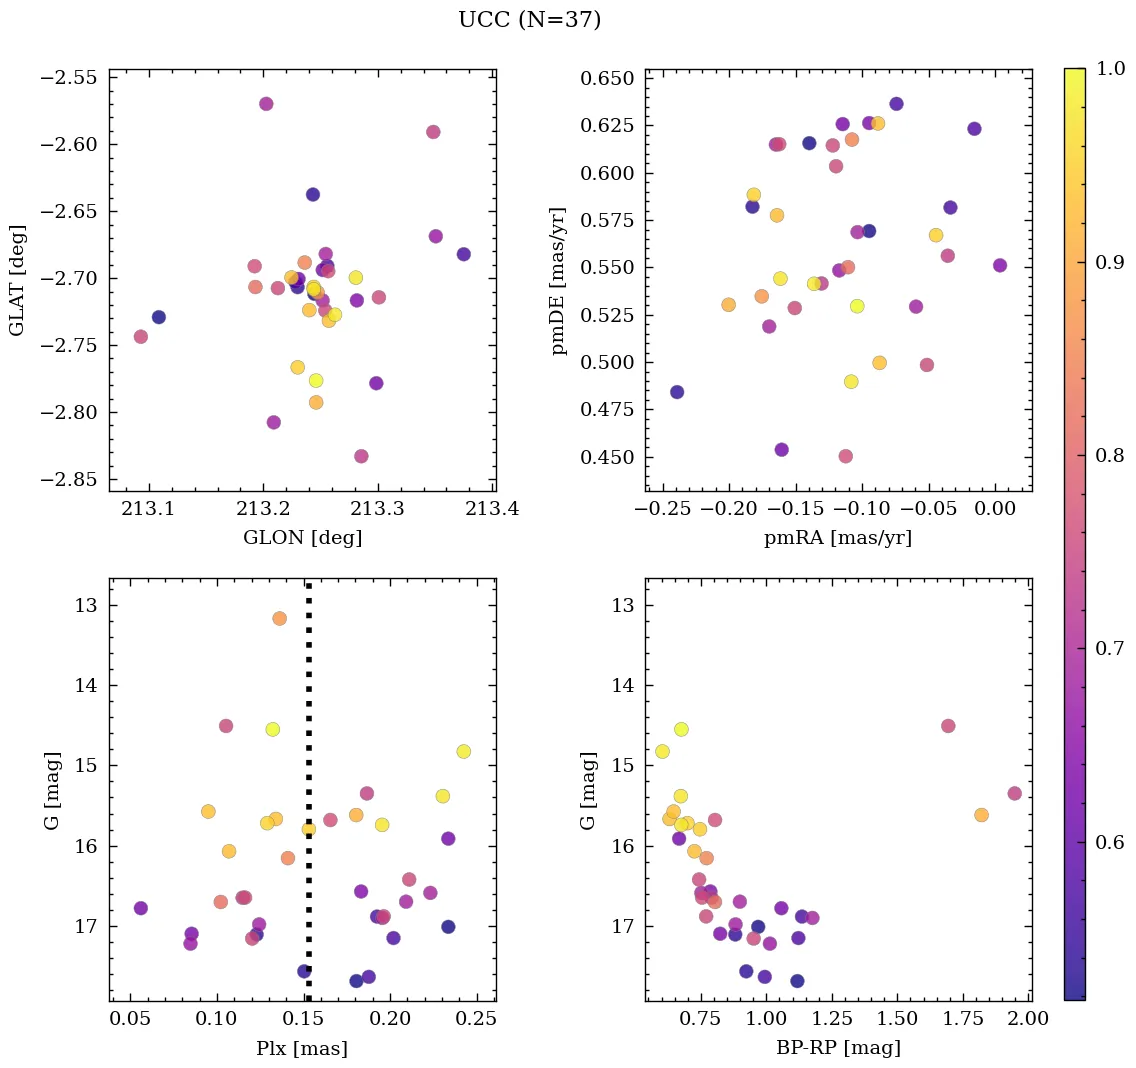 UCC (N=37)
−2.55
−2.60
−2.65
−2.70
−2.75
−2.80
−2.85
GLAT [deg]
213.1 213.2 213.3 213.4
GLON [deg]
0.650
0.625
0.600
0.575
0.550
0.525
0.500
0.475
0.450
pmDE [mas/yr]
−0.25 −0.20 −0.15 −0.10 −0.05 0.00
pmRA [mas/yr]
13
14
15
16
17
G [mag]
0.05 0.10 0.15 0.20 0.25
Plx [mas]
13
14
15
16
17
G [mag]
0.75 1.00 1.25 1.50 1.75 2.00
BP-RP [mag]
1.0
0.9
0.8
0.7
0.6